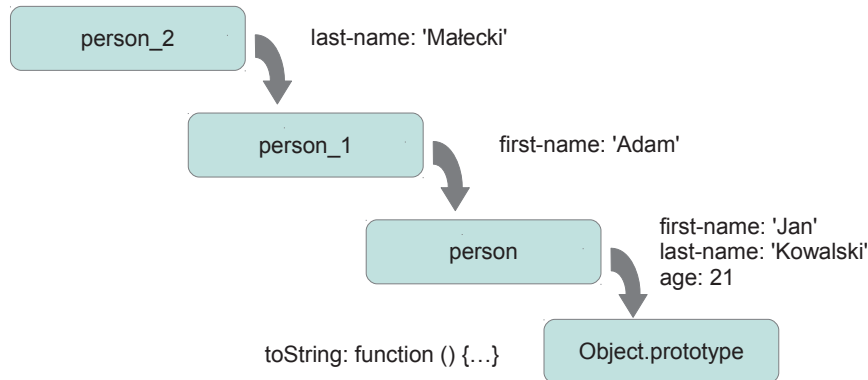 person_2
last-name: 'Małecki'
person_1
first-name: 'Adam'
person
first-name: 'Jan'
last-name: 'Kowalski'
age: 21
toString: function () {…}
Object.prototype